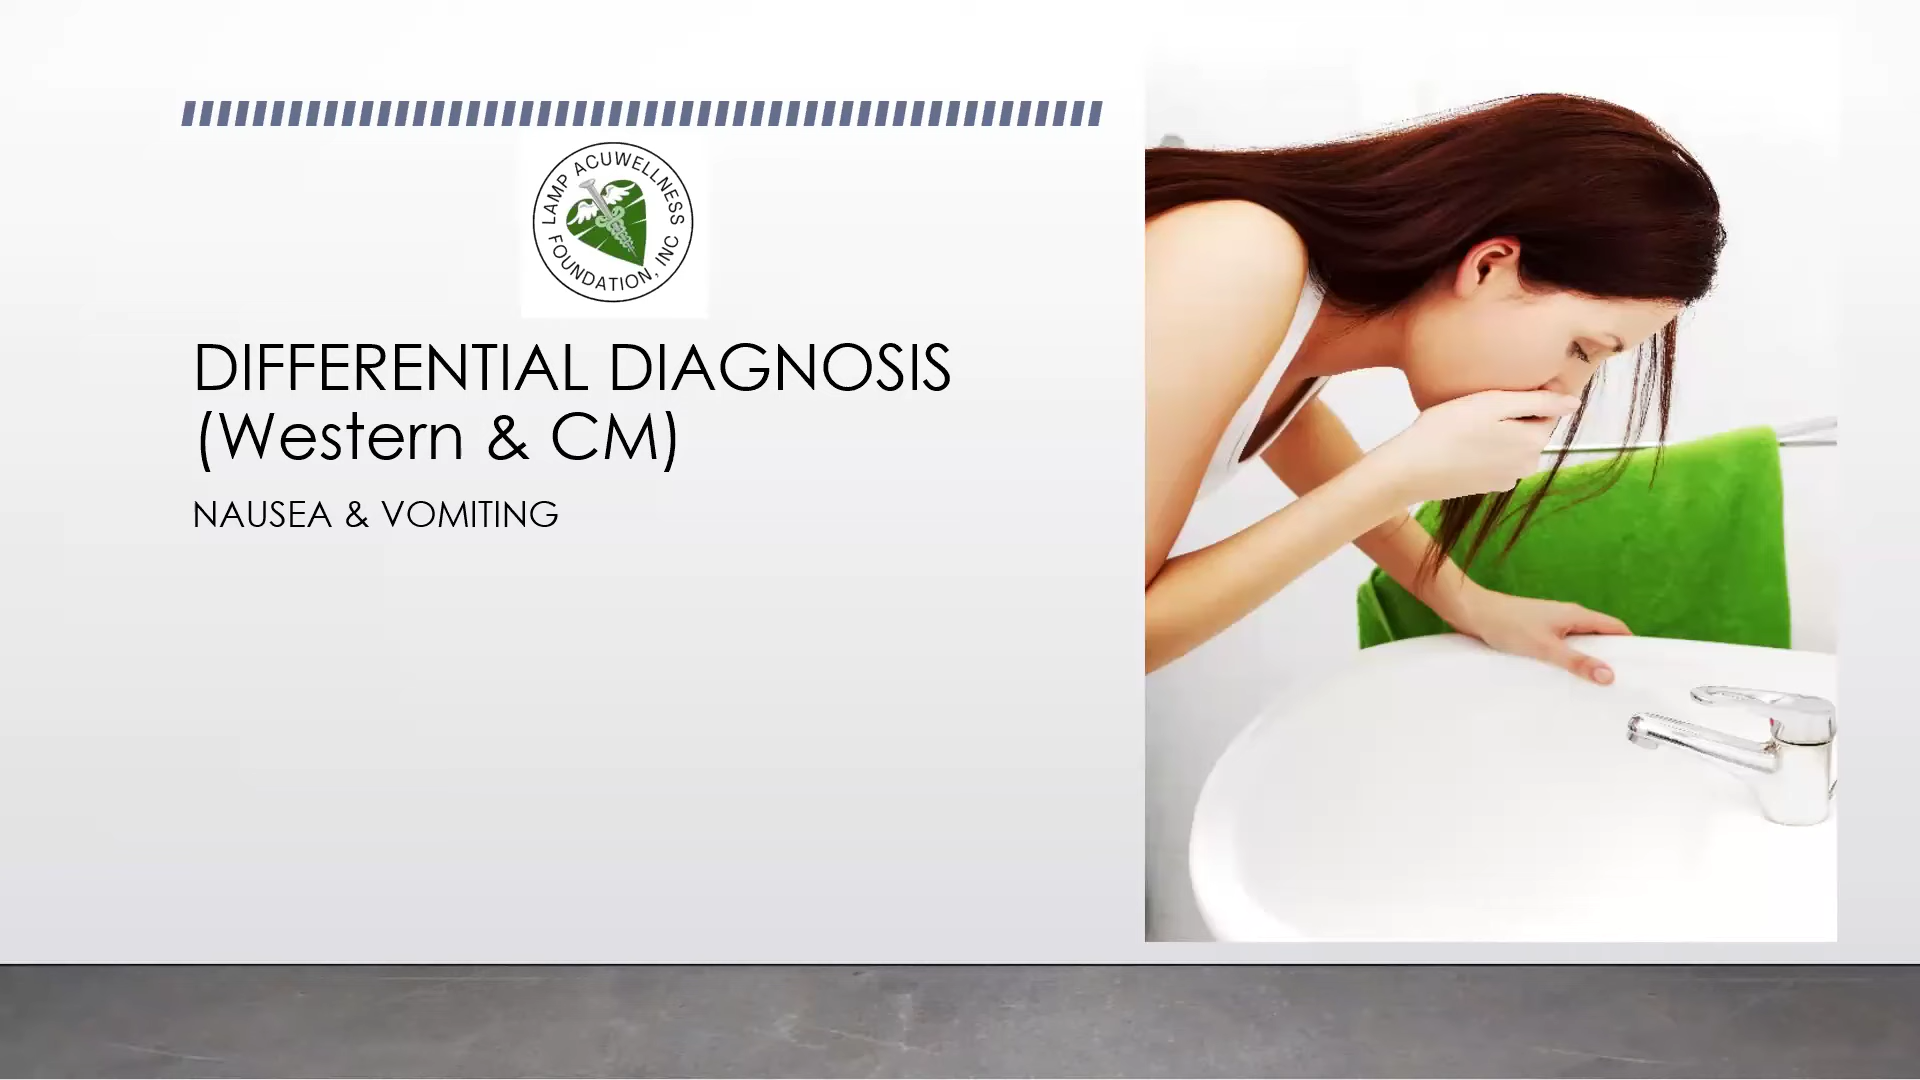 LAMP ACUWELLNESS
FOUNDATION, INC
DIFFERENTIAL DIAGNOSIS
(Western & CM)
NAUSEA & VOMITING